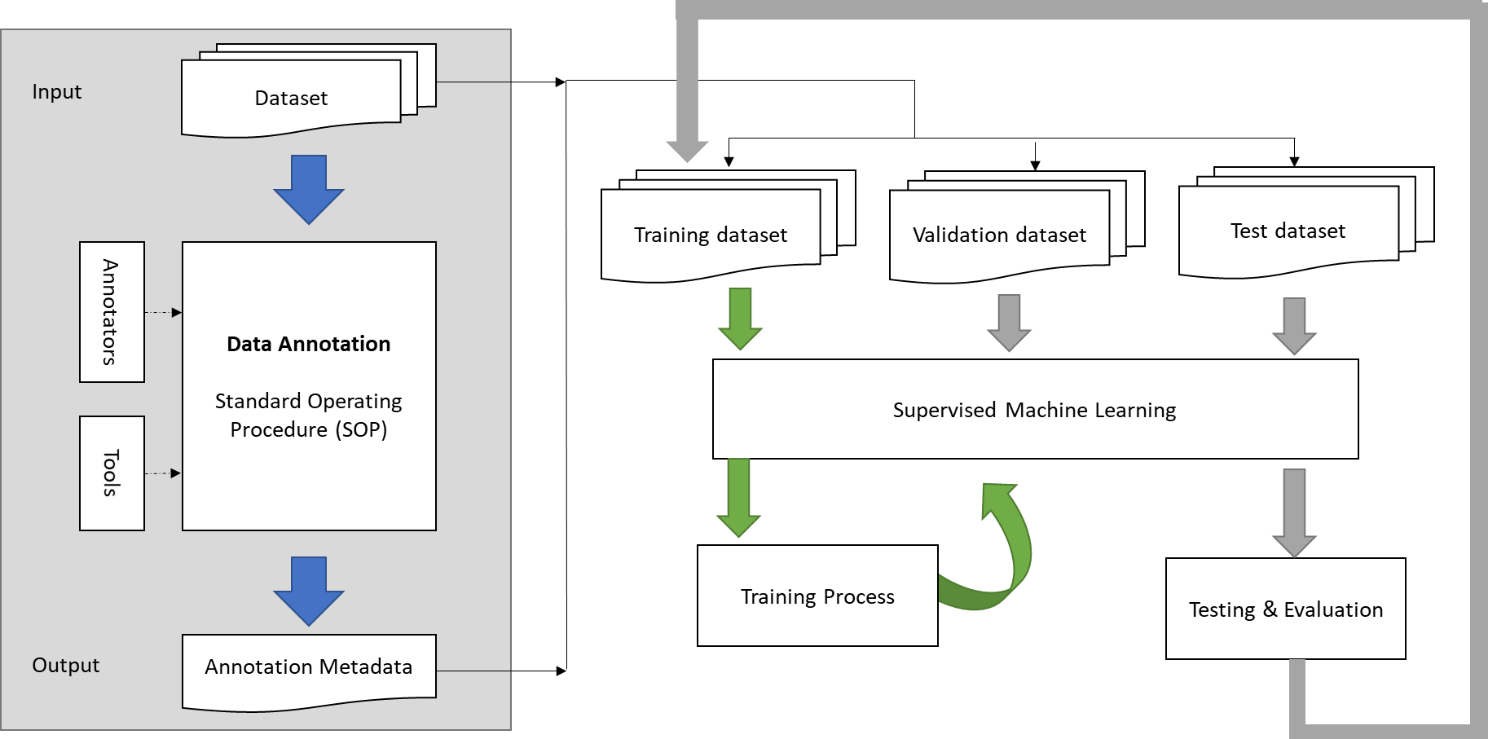 Input
Dataset
Annotators
Data Annotation
Standard Operating
Procedure (SOP)
Tools
Output
Annotation Metadata
Training dataset
Validation dataset
Test dataset
Supervised Machine Learning
Training Process
Testing & Evaluation